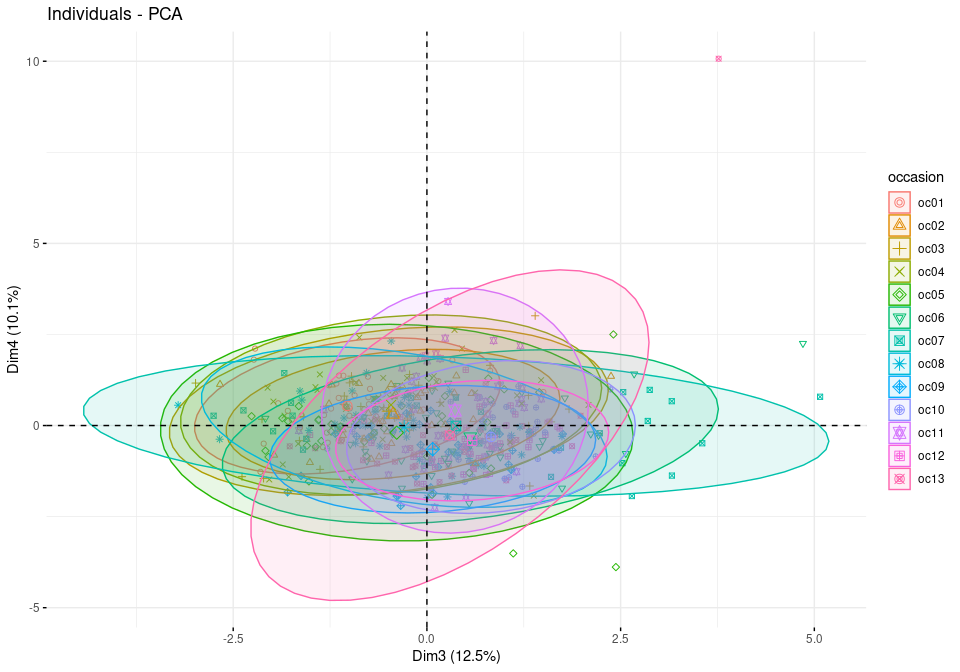 Individuals - PCA
10
5
0
-5
Dim4 (10.1%)
-2.5
0.0
2.5
5.0
Dim3 (12.5%)
occasion
oc01
oc02
oc03
oc04
oc05
oc06
oc07
oc08
oc09
oc10
oc11
oc12
oc13